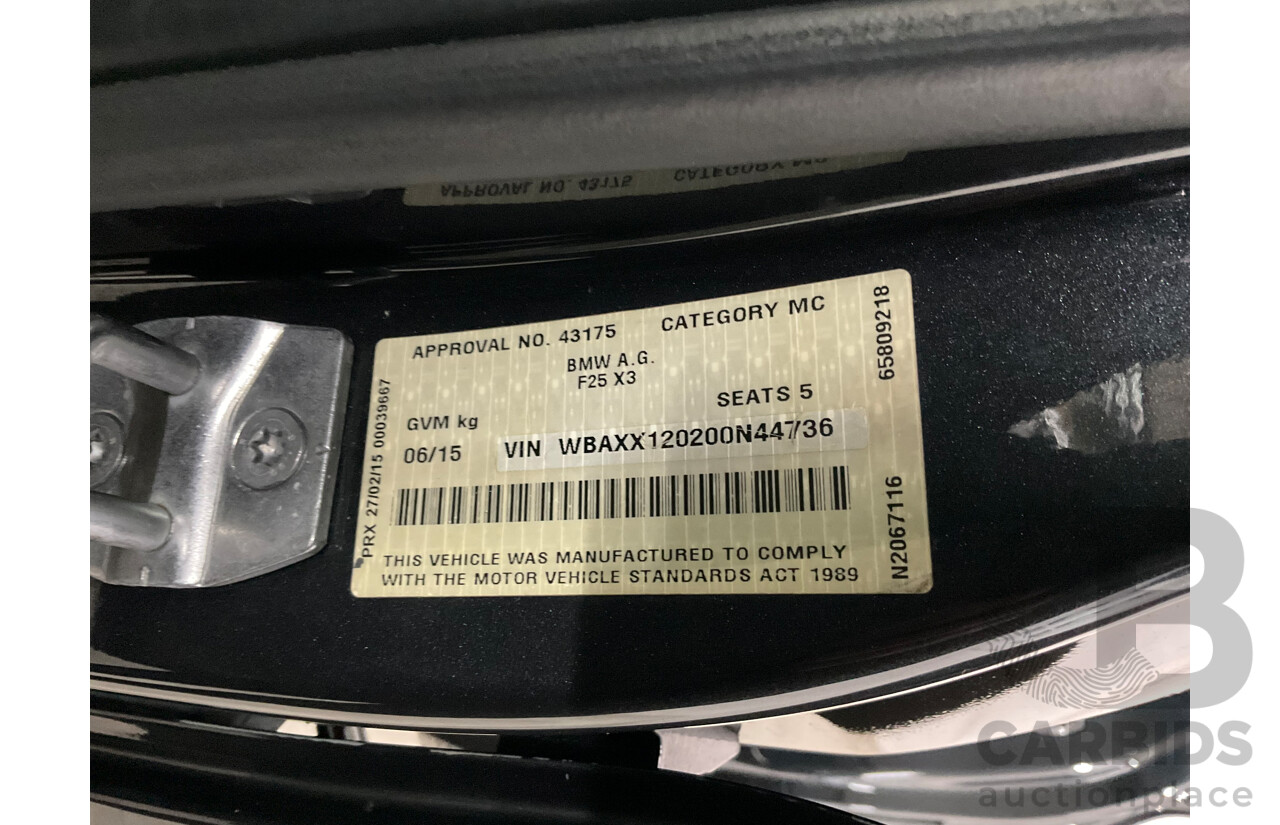 APPROVAL NO. 43175 CATEGORY MC
APPROVAL NO. 43175 CATEGORY MC
BMW A.G.
F25 X3
SEATS 5
GVM kg
06/15
VIN WBAXX120200N44736
THIS VEHICLE WAS MANUFACTURED TO COMPLY
WITH THE MOTOR VEHICLE STANDARDS ACT 1989
PRX 27/02/15 00039667
65809218
N2067116
B
CARBIDS
auctionplace